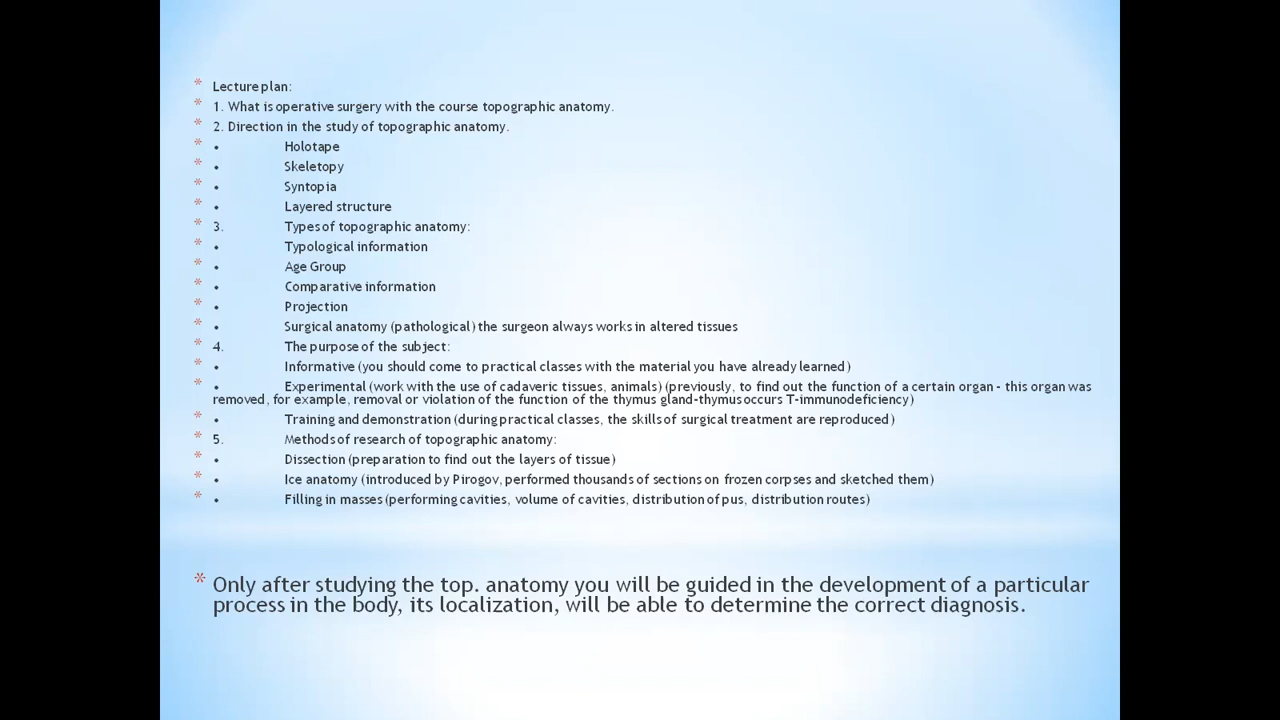 * Lecture plan:
* 1. What is operative surgery with the course topographic anatomy.
* 2. Direction in the study of topographic anatomy.
* • Holotape
* • Skeletopy
* • Syntopia
* • Layered structure
* 3. Types of topographic anatomy:
* • Typological information
* • Age Group
* • Comparative information
* • Projection
* • Surgical anatomy (pathological) the surgeon always works in altered tissues
* 4. The purpose of the subject:
* • Informative (you should come to practical classes with the material you have already learned)
* • Experimental (work with the use of cadaveric tissues, animals) (previously, to find out the function of a certain organ - this organ was
removed, for example, removal or violation of the function of the thymus gland-thymus occurs T-immunodeficiency)
* • Training and demonstration (during practical classes, the skills of surgical treatment are reproduced)
* 5. Methods of research of topographic anatomy:
* • Dissection (preparation to find out the layers of tissue)
* • Ice anatomy (introduced by Pirogov, performed thousands of sections on frozen corpses and sketched them)
* • Filling in masses (performing cavities, volume of cavities, distribution of pus, distribution routes)
* Only after studying the top. anatomy you will be guided in the development of a particular
process in the body, its localization, will be able to determine the correct diagnosis.